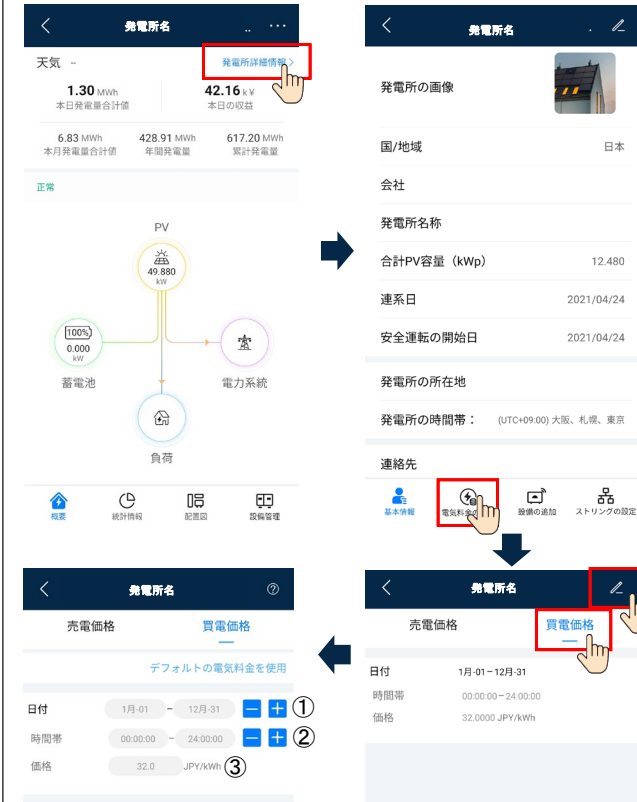 発電所名
天気 -
発電所詳細情報
1.30 MWh
42.16 k¥
本日発電量合計値
本日の収益
6.83 MWh
428.91 MWh
617.20 MWh
本月発電量合計値
年間発電量
累計発電量
正常
PV
49.880
kW
100%
0.000
kW
蓄電池
電力系統
負荷
概要
統計情報
配置図
設備管理
発電所名
発電所の画像
国/地域
日本
会社
発電所名称
合計PV容量（kWp）
12.480
連系日
2021/04/24
安全運転の開始日
2021/04/24
発電所の所在地
発電所の時間帯：
(UTC+09:00) 大阪、札幌、東京
連絡先
基本情報
電気料金の
設備の追加
ストリングの設定
発電所名
売電価格
買電価格
日付
1月-01－12月-31
時間帯
00:00:00－24:00:00
価格
32.0000 JPY/kWh
発電所名
売電価格
買電価格
デフォルトの電気料金を使用
日付
1月-01 － 12月-31
①
時間帯
00:00:00 － 24:00:00
②
価格
32.0 JPY/kWh
③